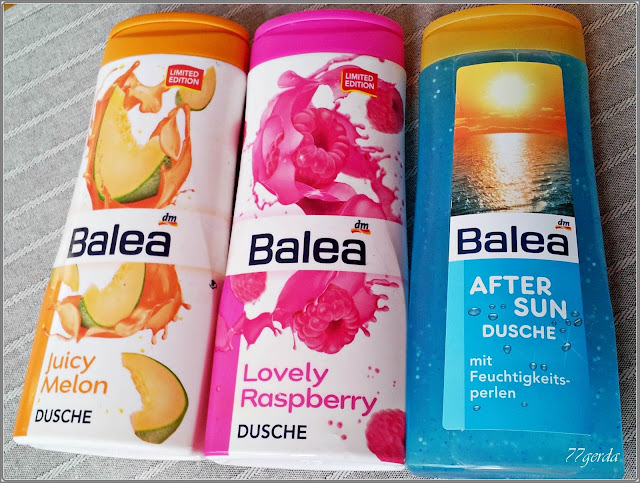 LIMITED
EDITION
dm
Balea
Juicy
Melon
DUSCHE
LIMITED
EDITION
dm
Balea
Lovely
Raspberry
DUSCHE
dm
Balea
AFTER
SUN
DUSCHE
mit
Feuchtigkeits-
perlen
77gerda